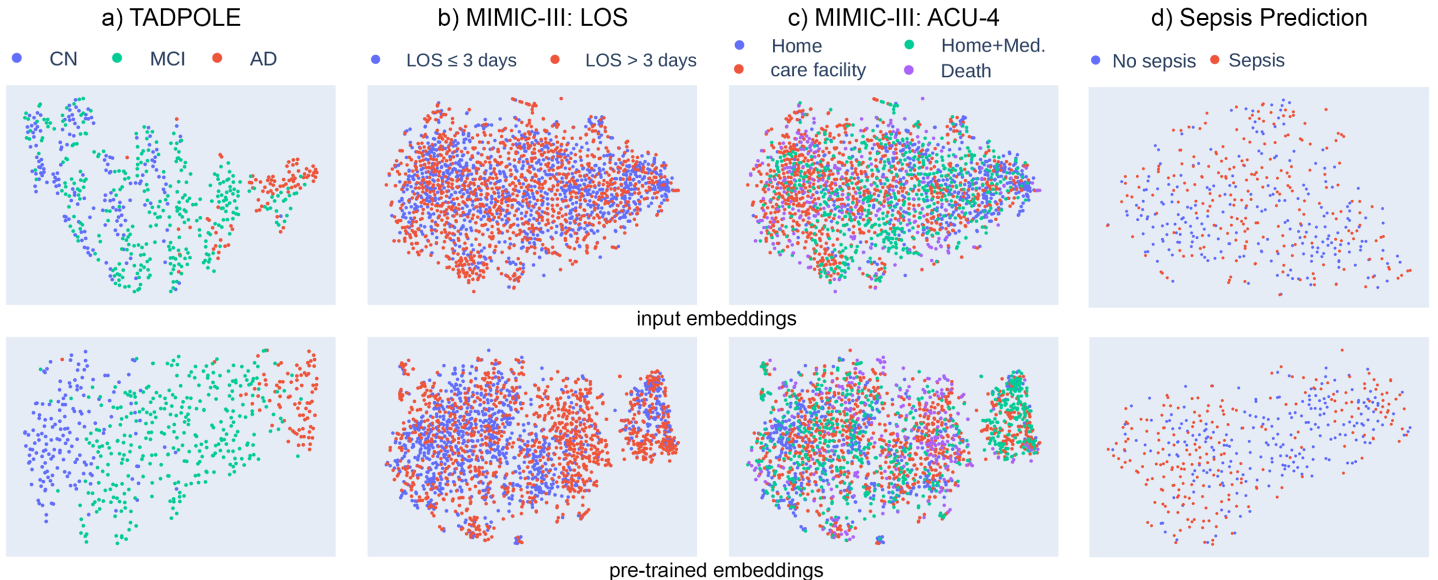 a) TADPOLE
CN MCI AD
b) MIMIC-III: LOS
LOS ≤ 3 days LOS > 3 days
c) MIMIC-III: ACU-4
Home Home+Med.
care facility Death
d) Sepsis Prediction
No sepsis Sepsis
input embeddings
pre-trained embeddings